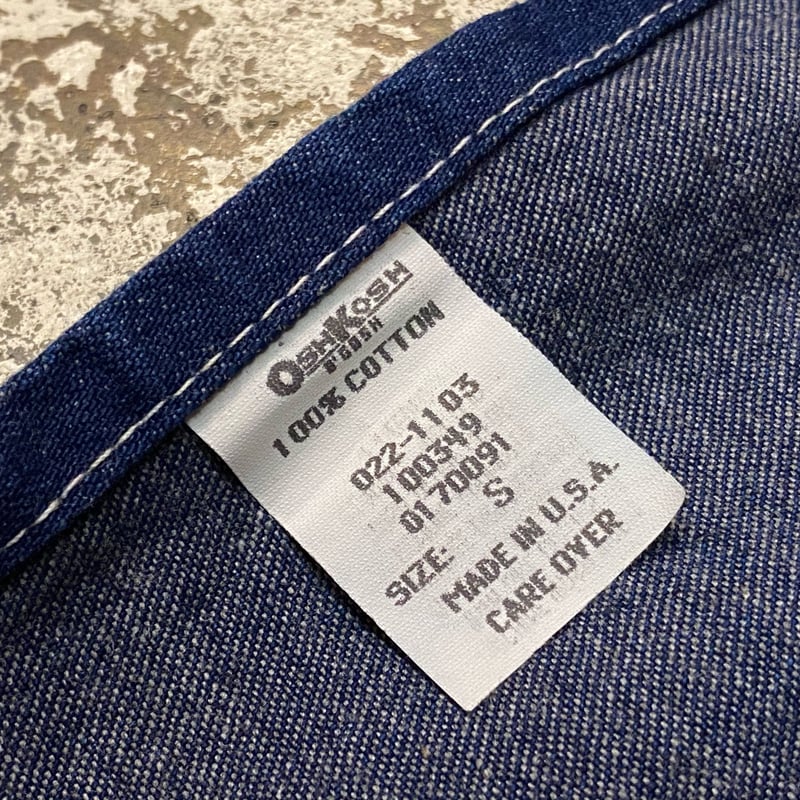 OSHKOSH
B'GOSH
100% COTTON
022-1103
100349
0170091
SIZE: S
MADE IN U.S.A.
CARE OVER